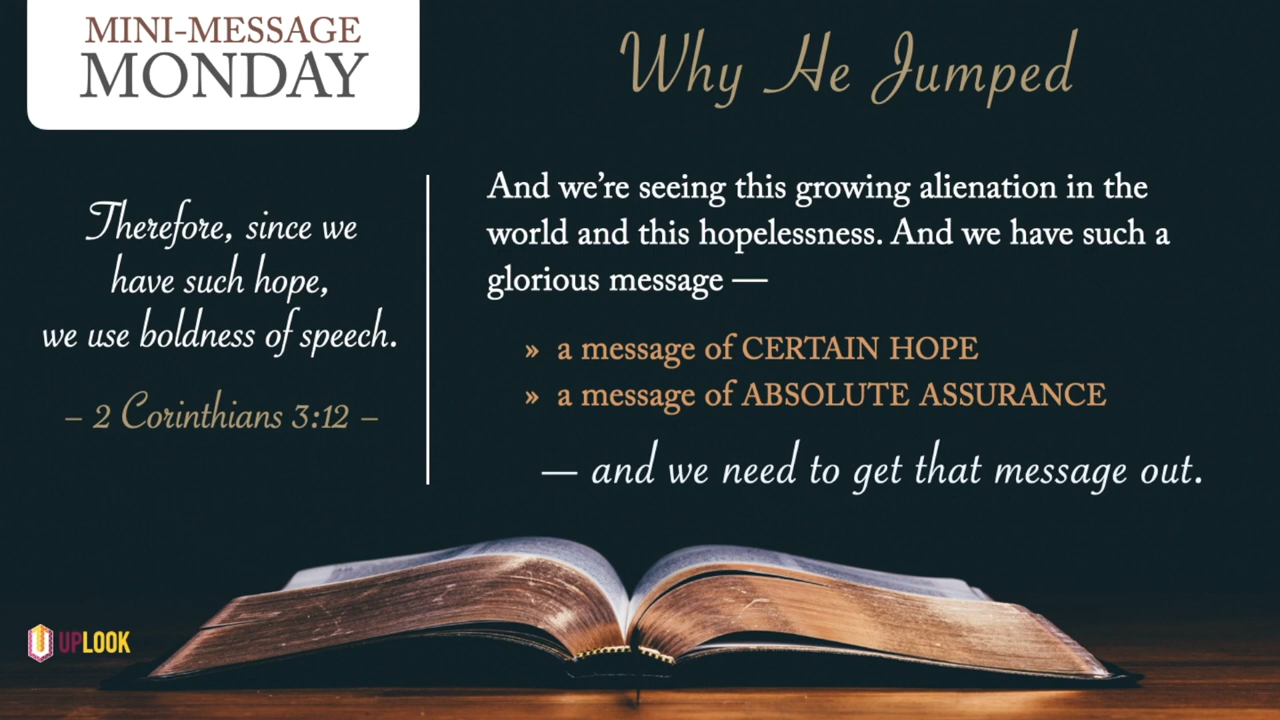 MINI-MESSAGE
MONDAY
Why He Jumped
Therefore, since we
have such hope,
we use boldness of speech.
– 2 Corinthians 3:12 –
And we’re seeing this growing alienation in the
world and this hopelessness. And we have such a
glorious message —
» a message of CERTAIN HOPE
» a message of ABSOLUTE ASSURANCE
— and we need to get that message out.
UPLOOK